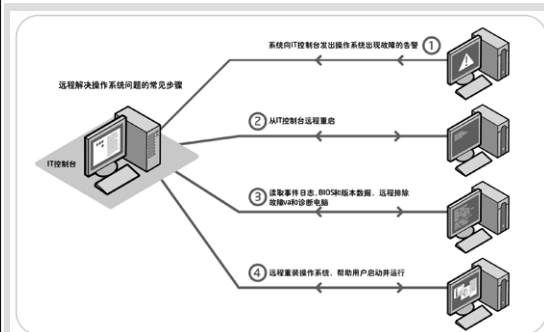 系统向IT控制台发出操作系统出现故障的告警 ①
远程解决操作系统问题的常见步骤
② 从IT控制台远程重启
IT控制台
③ 读取事件日志、BIOS和版本数据,远程排除
故障va和诊断电脑
④ 远程重装操作系统,帮助用户启动并运行